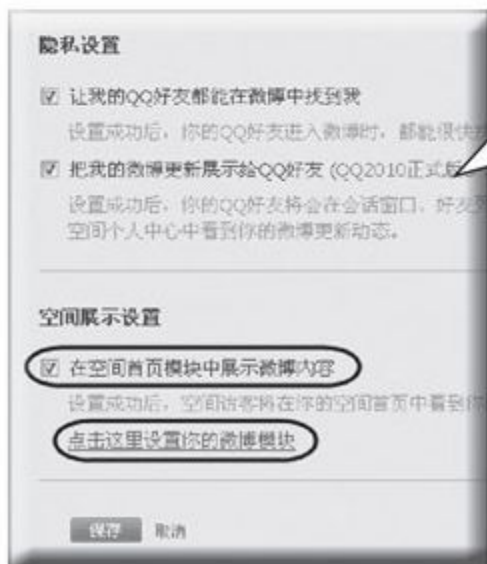 隐私设置
让我的QQ好友都能在微博中找到我
设置成功后，你的QQ好友进入微博时，都能很快
把我的微博更新展示给QQ好友 (QQ2010正式版
设置成功后，你的QQ好友将会在会话窗口、好友
空间个人中心中看到你的微博更新动态。
空间展示设置
在空间首页模块中展示微博内容
设置成功后，空间访客将在你的空间首页中看到你
点击这里设置你的微博模块
保存 取消